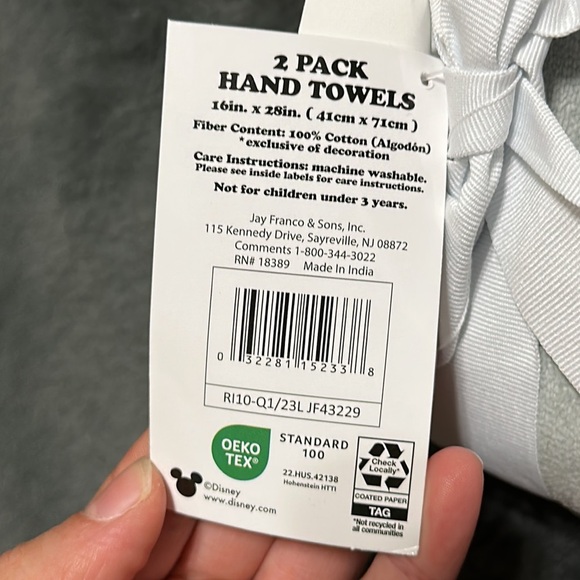 2 PACK
HAND TOWELS
16in. x 28in. ( 41cm x 71cm )
Fiber Content: 100% Cotton (Algodón)
*exclusive of decoration
Care Instructions: machine washable.
Please see inside labels for care instructions.
Not for children under 3 years.
Jay Franco & Sons, Inc.
115 Kennedy Drive, Sayreville, NJ 08872
Comments 1-800-344-3022
RN# 18389 Made In India
0 32281 15233 8
RI10-Q1/23L JF43229
OEKO
TEX®
STANDARD
100
22.HUS.42138
Hohenstein HTTI
©Disney
www.disney.com
Check
Locally*
COATED PAPER
TAG
*Not recycled in
all communities